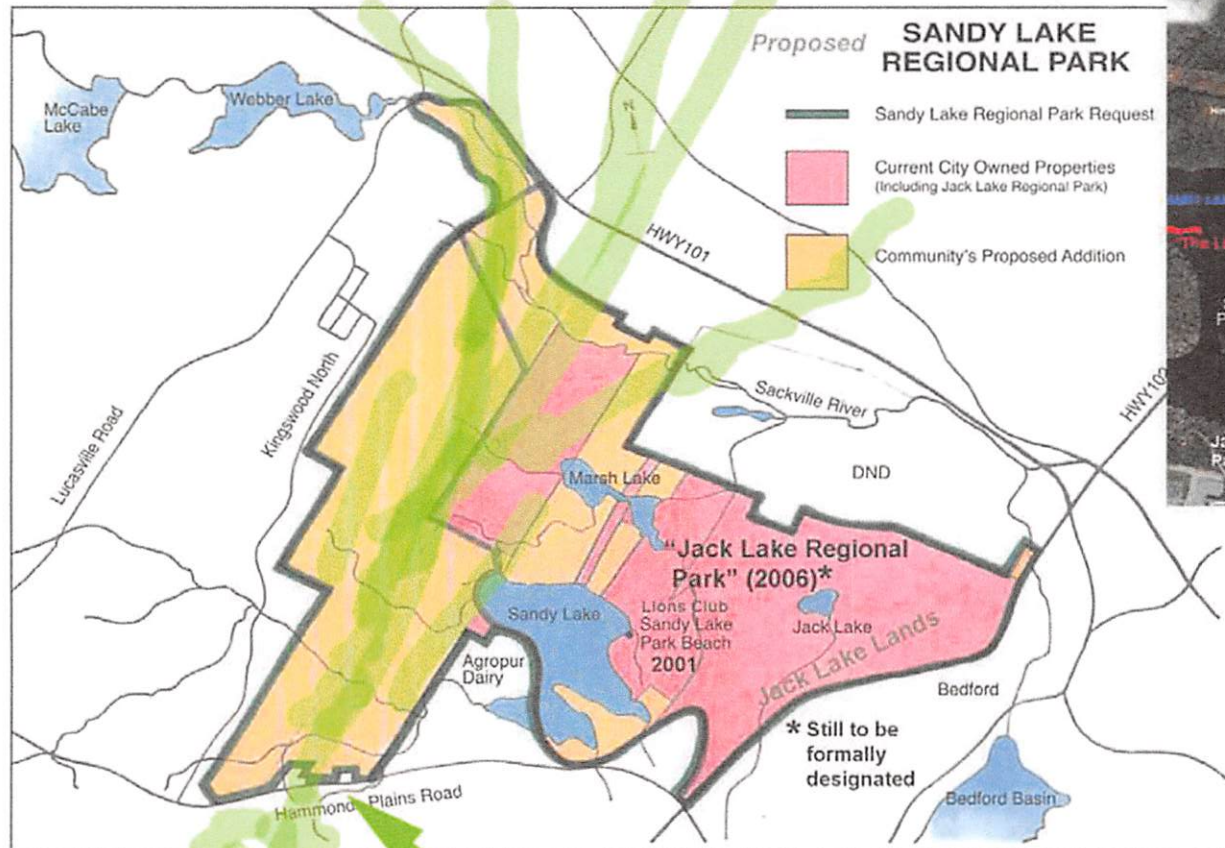 Proposed
SANDY LAKE
REGIONAL PARK
Sandy Lake Regional Park Request
Current City Owned Properties
(Including Jack Lake Regional Park)
Community's Proposed Addition
McCabe
Lake
Webber Lake
N
HWY101
Lucasville Road
Kingswood North
Sackville River
HWY102
DND
Marsh Lake
"Jack Lake Regional
Park" (2006)*
Sandy Lake
Lions Club
Sandy Lake
Park Beach
2001
Jack Lake
Jack Lake Lands
Agropur
Dairy
Bedford
* Still to be
formally
designated
Hammond Plains Road
Bedford Basin